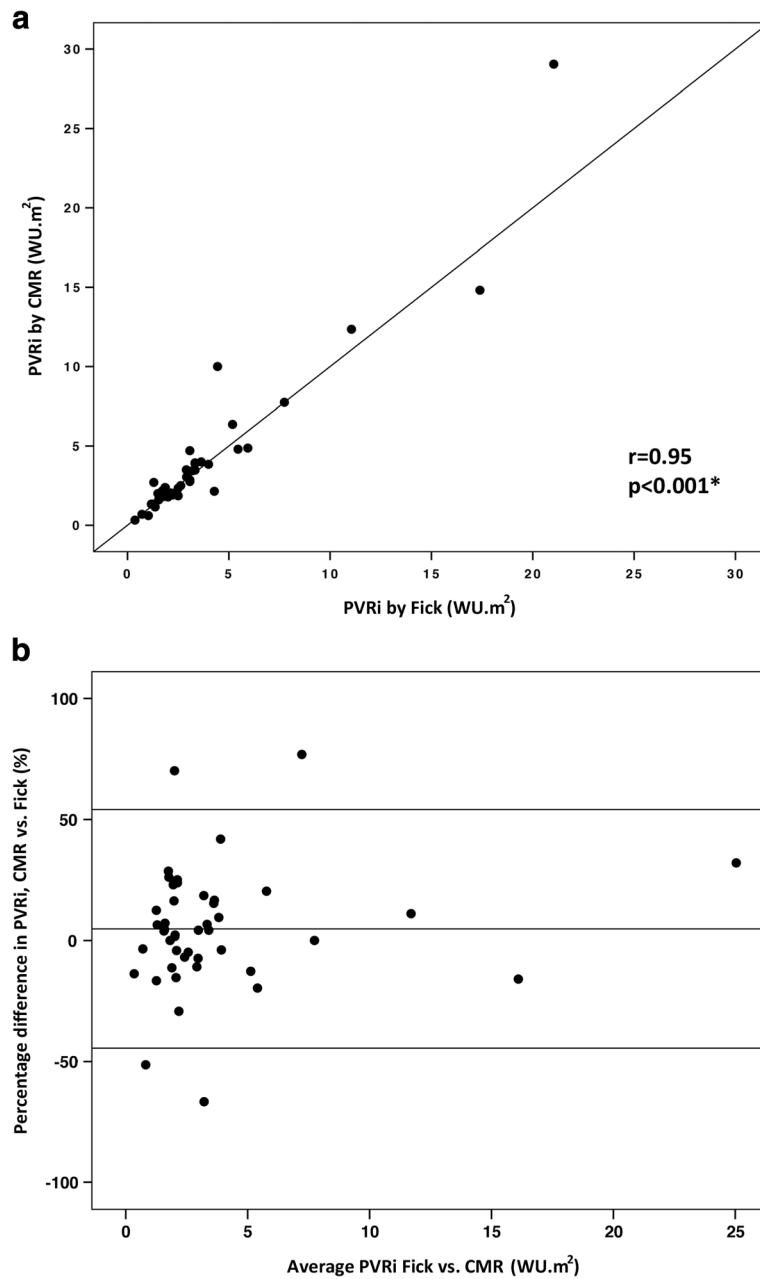 a
30
25
20
15
10
5
0
PVRi by CMR (WU.m²)
r=0.95
p<0.001*
0 5 10 15 20 25 30
PVRi by Fick (WU.m²)
b
100
50
0
-50
-100
Percentage difference in PVRi, CMR vs. Fick (%)
0 5 10 15 20 25
Average PVRi Fick vs. CMR (WU.m²)